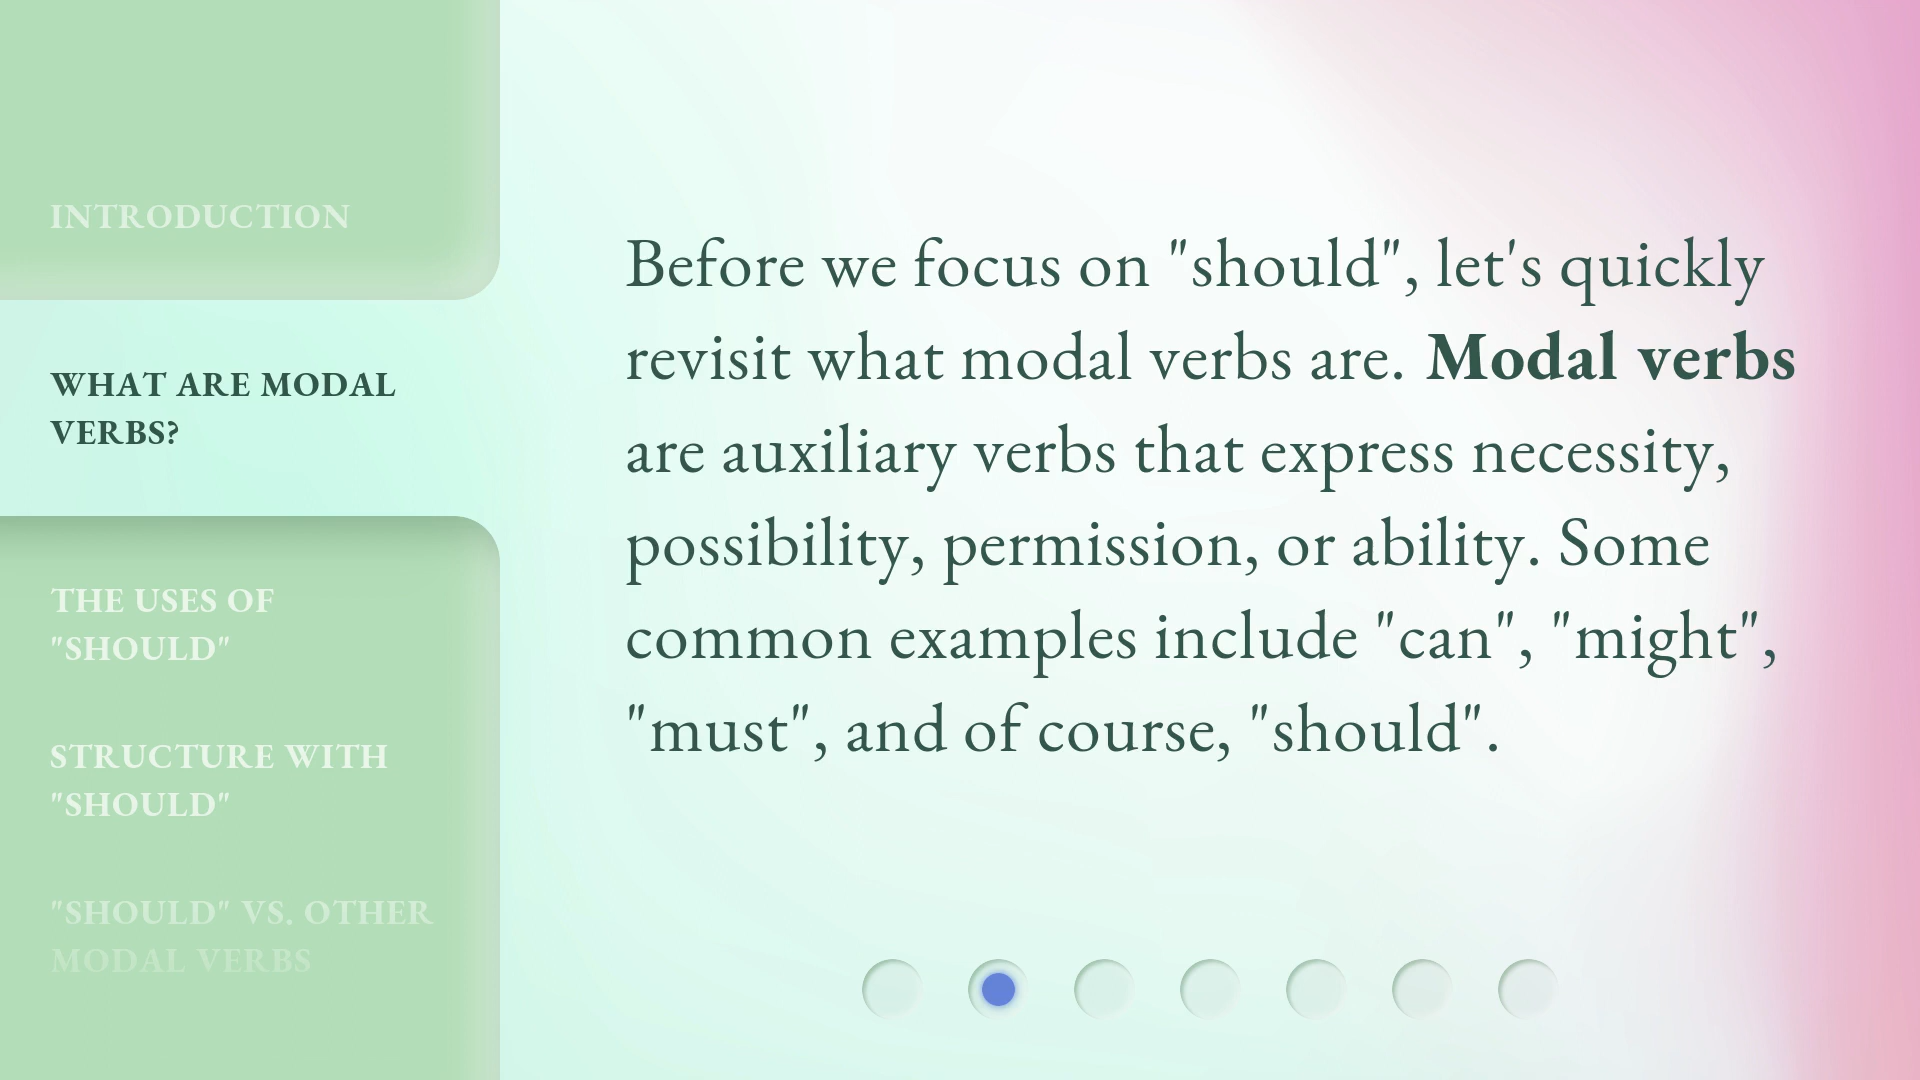 INTRODUCTION
WHAT ARE MODAL
VERBS?
THE USES OF
"SHOULD"
STRUCTURE WITH
"SHOULD"
"SHOULD" VS. OTHER
MODAL VERBS
Before we focus on "should", let's quickly
revisit what modal verbs are. Modal verbs
are auxiliary verbs that express necessity,
possibility, permission, or ability. Some
common examples include "can", "might",
"must", and of course, "should".